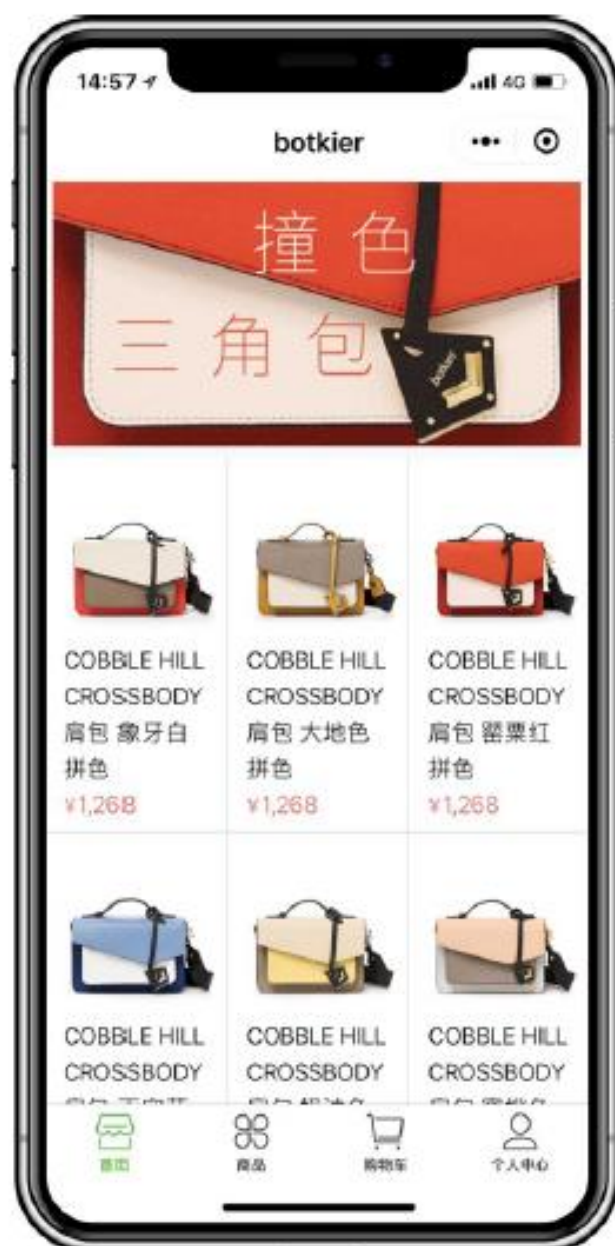 14:57
4G
botkier
撞色
三角包
botkier
COBBLE HILL
CROSSBODY
肩包 象牙白
拼色
¥1,268
COBBLE HILL
CROSSBODY
肩包 大地色
拼色
¥1,268
COBBLE HILL
CROSSBODY
肩包 罂粟红
拼色
¥1,268
COBBLE HILL
CROSSBODY
COBBLE HILL
CROSSBODY
COBBLE HILL
CROSSBODY
首页
商品
购物车
个人中心